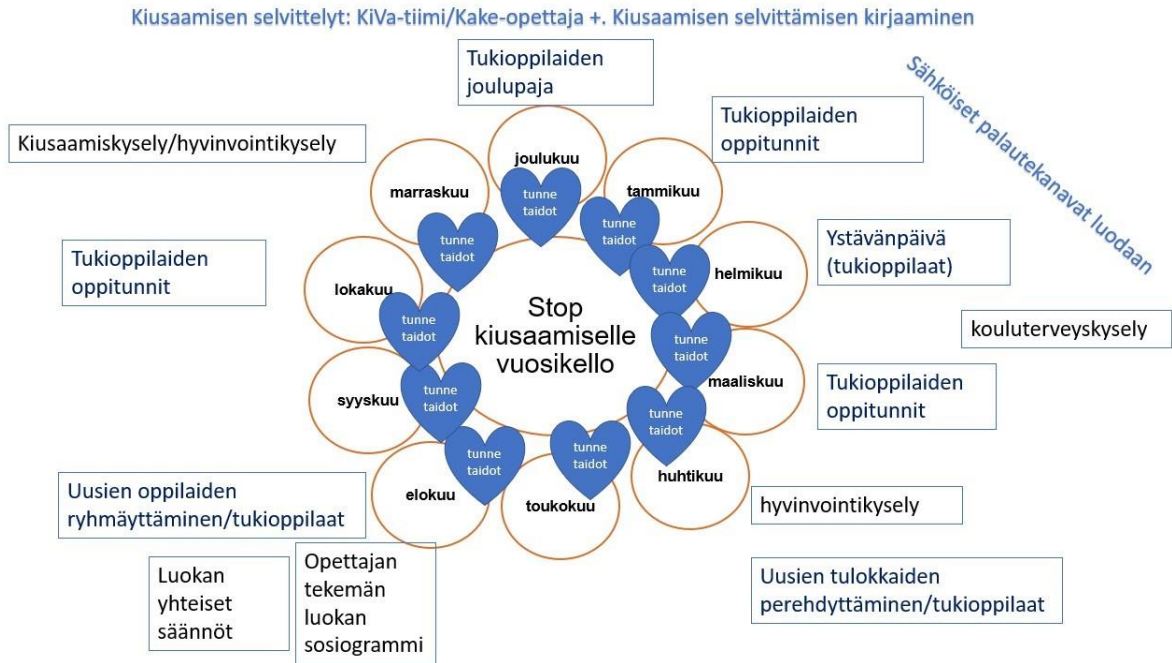 Kiusaamisen selvittelyt: KiVa-tiimi/Kake-opettaja +. Kiusaamisen selvittämisen kirjaaminen
Sähköiset palautekanavat luodaan
Tukioppilaiden
joulupaja
Tukioppilaiden
oppitunnit
Kiusaamiskysely/hyvinvointikysely
joulukuu
tunne
taidot
marraskuu
tunne
taidot
tammikuu
tunne
taidot
Ystävänpäivä
(tukioppilaat)
helmikuu
tunne
taidot
Tukioppilaiden
oppitunnit
lokakuu
tunne
taidot
Stop
kiusaamiselle
vuosikello
kouluterveyskysely
maaliskuu
tunne
taidot
Tukioppilaiden
oppitunnit
syyskuu
tunne
taidot
huhtikuu
tunne
taidot
elokuu
tunne
taidot
toukokuu
tunne
taidot
Uusien oppilaiden
ryhmäyttäminen/tukioppilaat
hyvinvointikysely
Luokan
yhteiset
säännöt
Opettajan
tekemän
luokan
sosiogrammi
Uusien tulokkaiden
perehdyttäminen/tukioppilaat